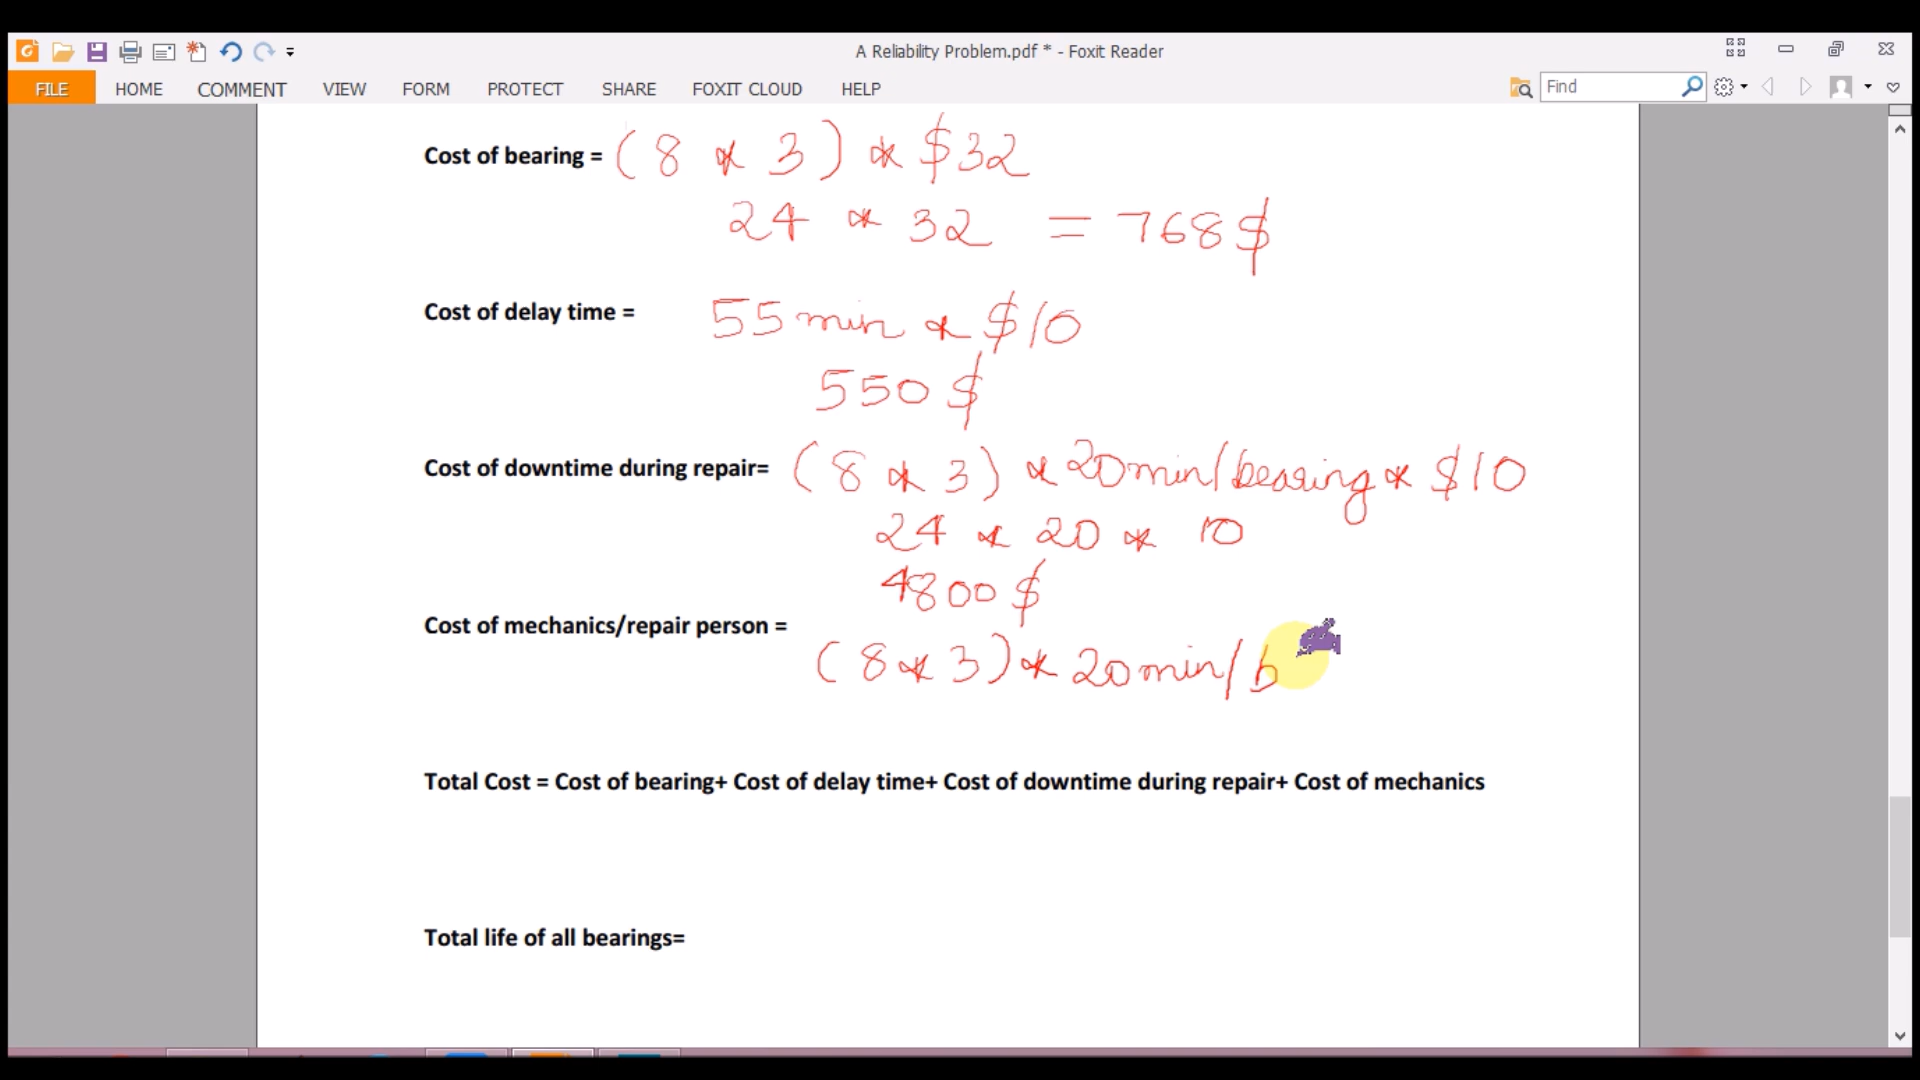 A Reliability Problem.pdf * - Foxit Reader
FILE HOME COMMENT VIEW FORM PROTECT SHARE FOXIT CLOUD HELP Find
Cost of bearing = (8 * 3) * $32
24 * 32 = 768$
Cost of delay time = 55 min * $10
550 $
Cost of downtime during repair= (8 * 3) * 20min/bearing * $10
24 * 20 * 10
4800 $
Cost of mechanics/repair person =
(8 * 3) * 20min/b
Total Cost = Cost of bearing+ Cost of delay time+ Cost of downtime during repair+ Cost of mechanics
Total life of all bearings=